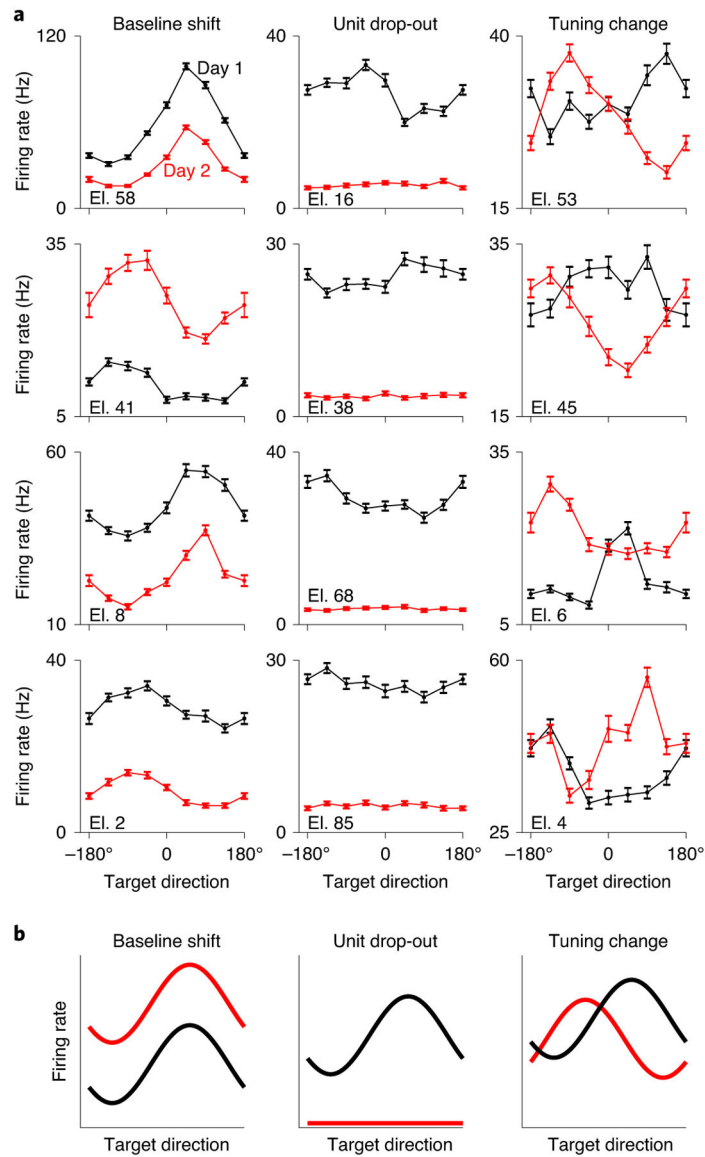 a
Baseline shift
Unit drop-out
Tuning change
Firing rate (Hz)
120
0
Day 1
Day 2
El. 58
40
0
El. 16
40
15
El. 53
Firing rate (Hz)
35
5
El. 41
30
0
El. 38
45
15
El. 45
Firing rate (Hz)
60
10
El. 8
40
0
El. 68
35
5
El. 6
Firing rate (Hz)
40
0
El. 2
30
0
El. 85
60
25
El. 4
−180° 0 180°
Target direction
−180° 0 180°
Target direction
−180° 0 180°
Target direction
b
Baseline shift
Unit drop-out
Tuning change
Firing rate
Target direction
Target direction
Target direction